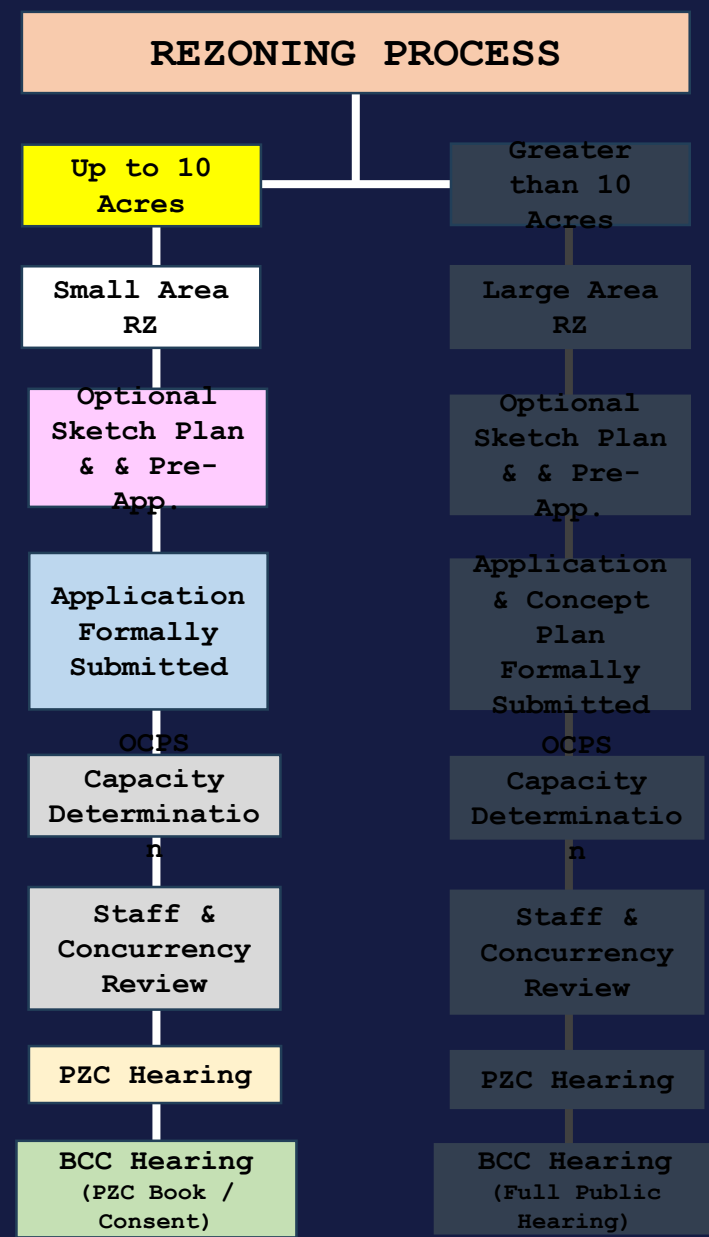 REZONING PROCESS
Up to 10
Acres
Small Area
RZ
Optional
Sketch Plan
& & Pre-
App.
Application
Formally
Submitted
OCPS
Capacity
Determinatio
n
Staff &
Concurrency
Review
PZC Hearing
BCC Hearing
(PZC Book /
Consent)
Greater
than 10
Acres
Large Area
RZ
Optional
Sketch Plan
& & Pre-
App.
Application
& Concept
Plan
Formally
Submitted
OCPS
Capacity
Determinatio
n
Staff &
Concurrency
Review
PZC Hearing
BCC Hearing
(Full Public
Hearing)